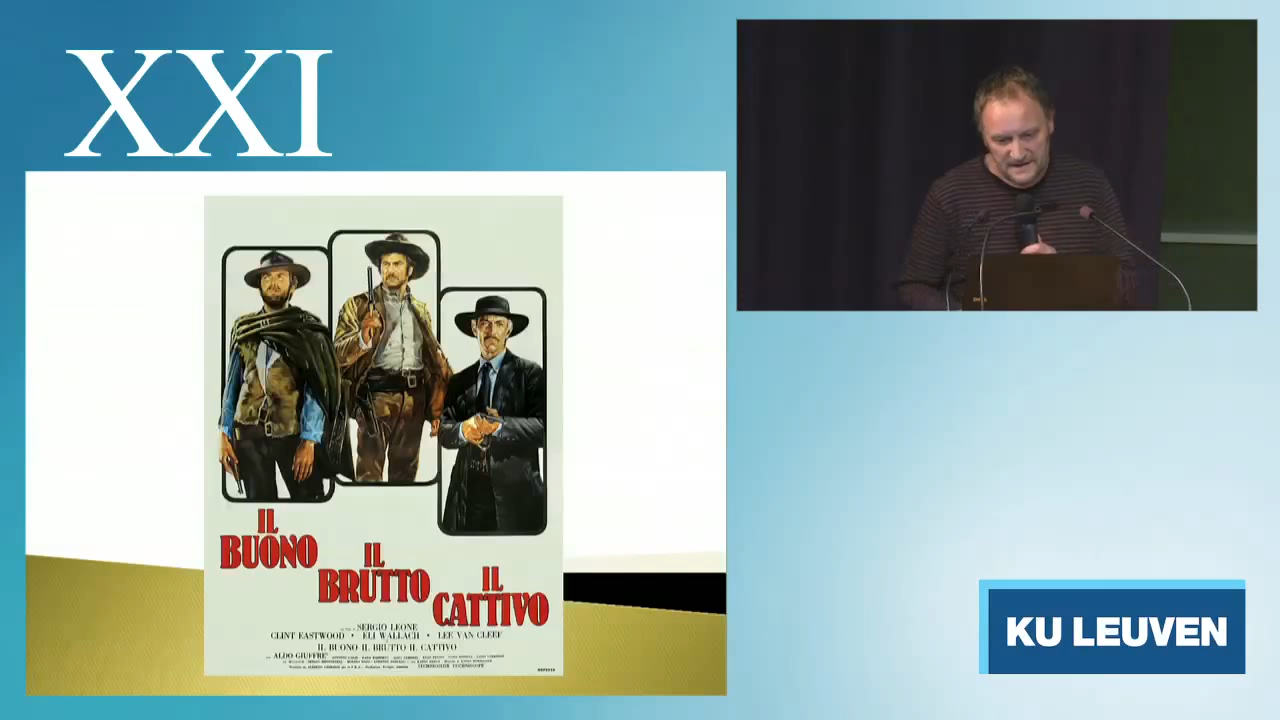 XXI
IL
BUONO
IL
BRUTTO
IL
CATTIVO
SERGIO LEONE
CLINT EASTWOOD • ELI WALLACH • LEE VAN CLEEF
IL BUONO IL BRUTTO IL CATTIVO
ALDO GIUFFRÈ
KU LEUVEN